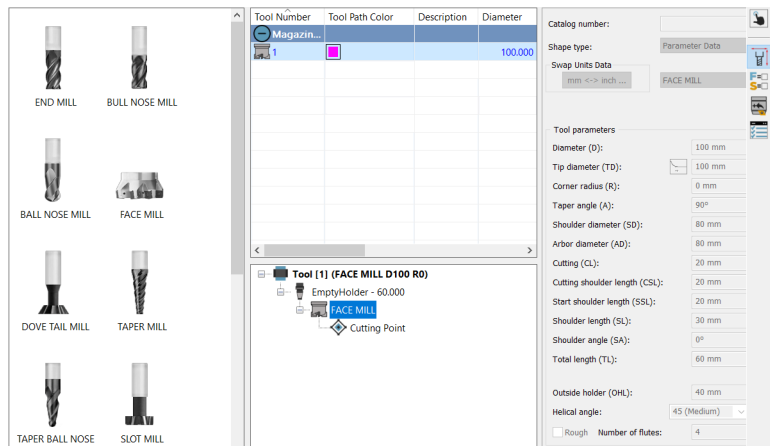 END MILL
BULL NOSE MILL
BALL NOSE MILL
FACE MILL
DOVE TAIL MILL
TAPER MILL
TAPER BALL NOSE
SLOT MILL
Tool Number Tool Path Color Description Diameter
Magazin...
1 100.000
Tool [1] (FACE MILL D100 R0)
EmptyHolder - 60.000
FACE MILL
Cutting Point
Catalog number:
Shape type: Parameter Data
Swap Units Data
mm <-> inch ... FACE MILL
Tool parameters
Diameter (D): 100 mm
Tip diameter (TD): 100 mm
Corner radius (R): 0 mm
Taper angle (A): 90º
Shoulder diameter (SD): 80 mm
Arbor diameter (AD): 80 mm
Cutting (CL): 20 mm
Cutting shoulder length (CSL): 20 mm
Start shoulder length (SSL): 20 mm
Shoulder length (SL): 30 mm
Shoulder angle (SA): 0º
Total length (TL): 60 mm
Outside holder (OHL): 40 mm
Helical angle: 45 (Medium)
Rough Number of flutes: 4
F=
S=